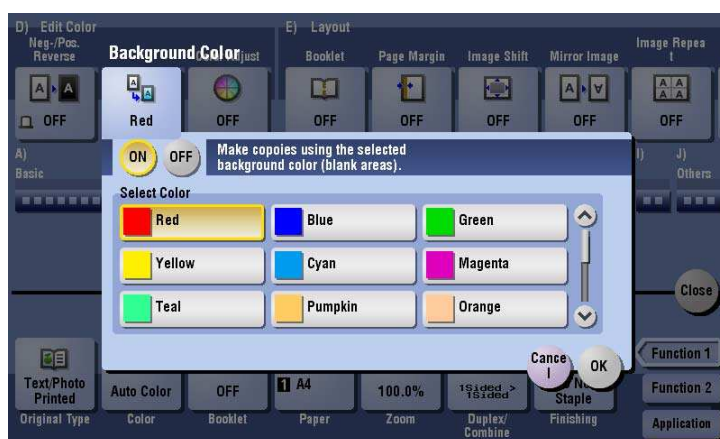 D) Edit Color
E) Layout
Neg-/Pos.
Reverse
Background Color
Adjust
Booklet
Page Margin
Image Shift
Mirror Image
Image Repea
t
OFF
Red
OFF
OFF
OFF
OFF
OFF
OFF
A)
Basic
ON
OFF
Make copoies using the selected
background color (blank areas).
J)
Others
Select Color
Red
Blue
Green
Yellow
Cyan
Magenta
Teal
Pumpkin
Orange
Close
Cance
l
OK
Function 1
Text/Photo
Printed
Auto Color
OFF
1 A4
100.0%
1Sided >
1Sided
No
Staple
Function 2
Original Type
Color
Booklet
Paper
Zoom
Duplex/
Combine
Finishing
Application